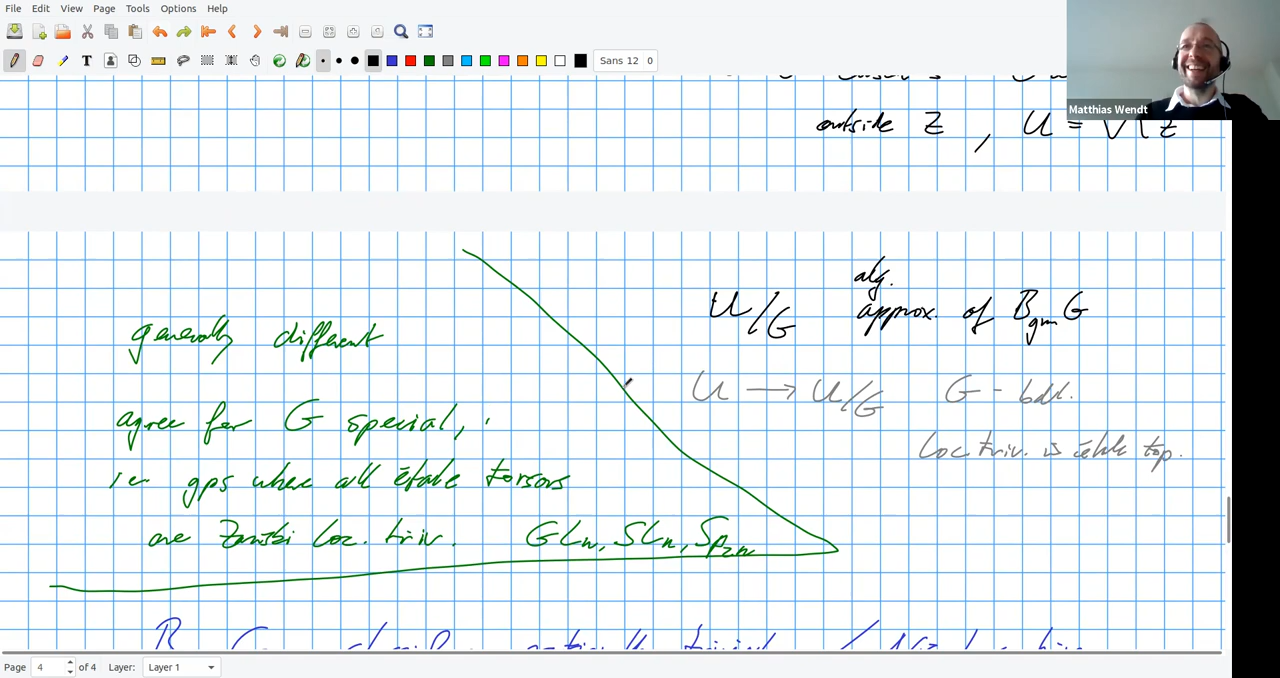 File Edit View Page Tools Options Help
Sans 12 0
Matthias Wendt
outside Z , U = V \ Z
alg.
U/G approx. of B_gm G
generally different
U → U/G G - bdl.
loc. triv. is étale top.
agree for G special,
i.e. gps where all étale torsors
are Zariski loc. triv. GLn, SLn, Sp2n
Page 4 of 4 Layer: Layer 1